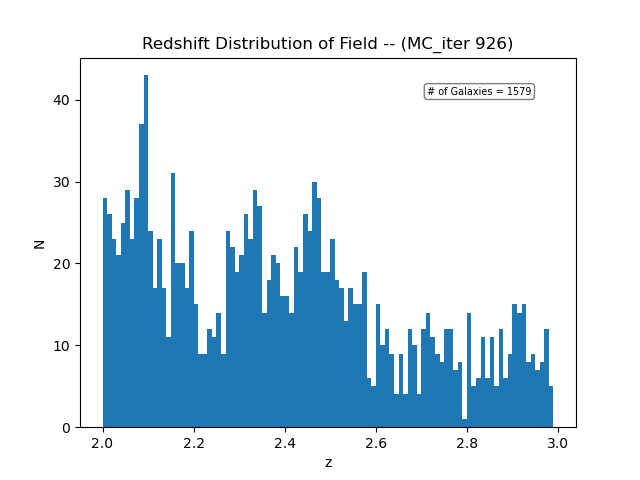 Redshift Distribution of Field -- (MC_iter 926)
# of Galaxies = 1579
40
30
20
10
0
N
2.0 2.2 2.4 2.6 2.8 3.0
z